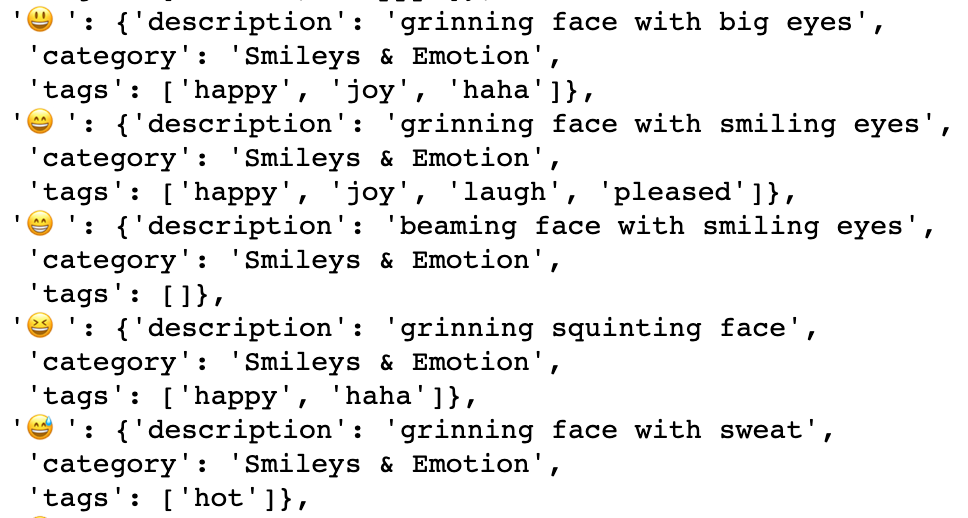 '😃 ': {'description': 'grinning face with big eyes',
'category': 'Smileys & Emotion',
'tags': ['happy', 'joy', 'haha']},
'😄 ': {'description': 'grinning face with smiling eyes',
'category': 'Smileys & Emotion',
'tags': ['happy', 'joy', 'laugh', 'pleased']},
'😁 ': {'description': 'beaming face with smiling eyes',
'category': 'Smileys & Emotion',
'tags': []},
'😆 ': {'description': 'grinning squinting face',
'category': 'Smileys & Emotion',
'tags': ['happy', 'haha']},
'😅 ': {'description': 'grinning face with sweat',
'category': 'Smileys & Emotion',
'tags': ['hot']},